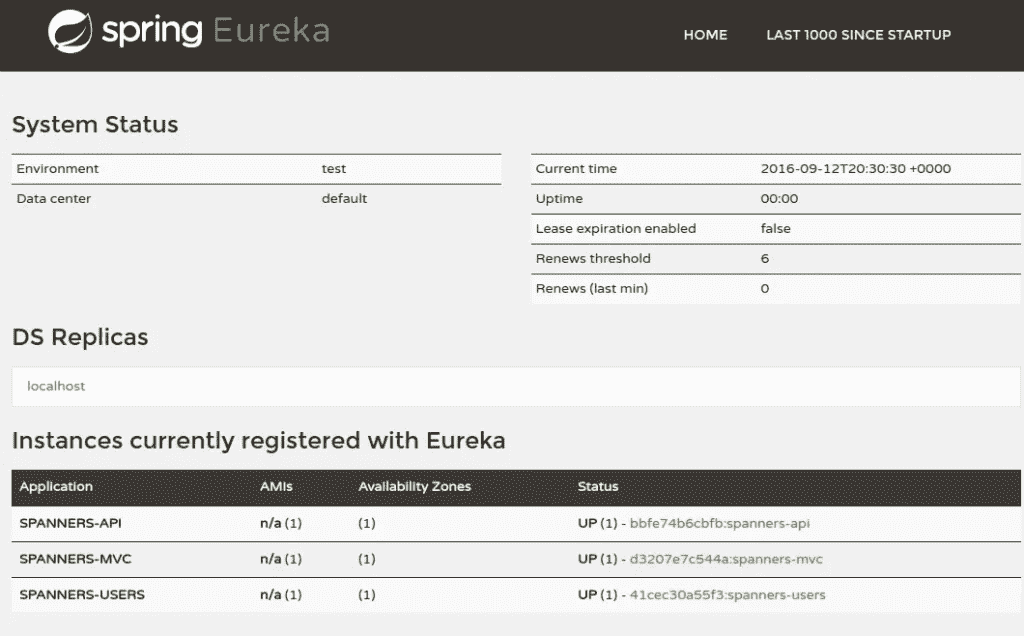 spring Eureka
HOME LAST 1000 SINCE STARTUP
System Status
Environment test
Data center default
Current time 2016-09-12T20:30:30 +0000
Uptime 00:00
Lease expiration enabled false
Renews threshold 6
Renews (last min) 0
DS Replicas
localhost
Instances currently registered with Eureka
Application AMIs Availability Zones Status
SPANNERS-API n/a (1) (1) UP (1) - bbfe74b6cbfb:spanners-api
SPANNERS-MVC n/a (1) (1) UP (1) - d3207e7c544a:spanners-mvc
SPANNERS-USERS n/a (1) (1) UP (1) - 41cec30a55f3:spanners-users